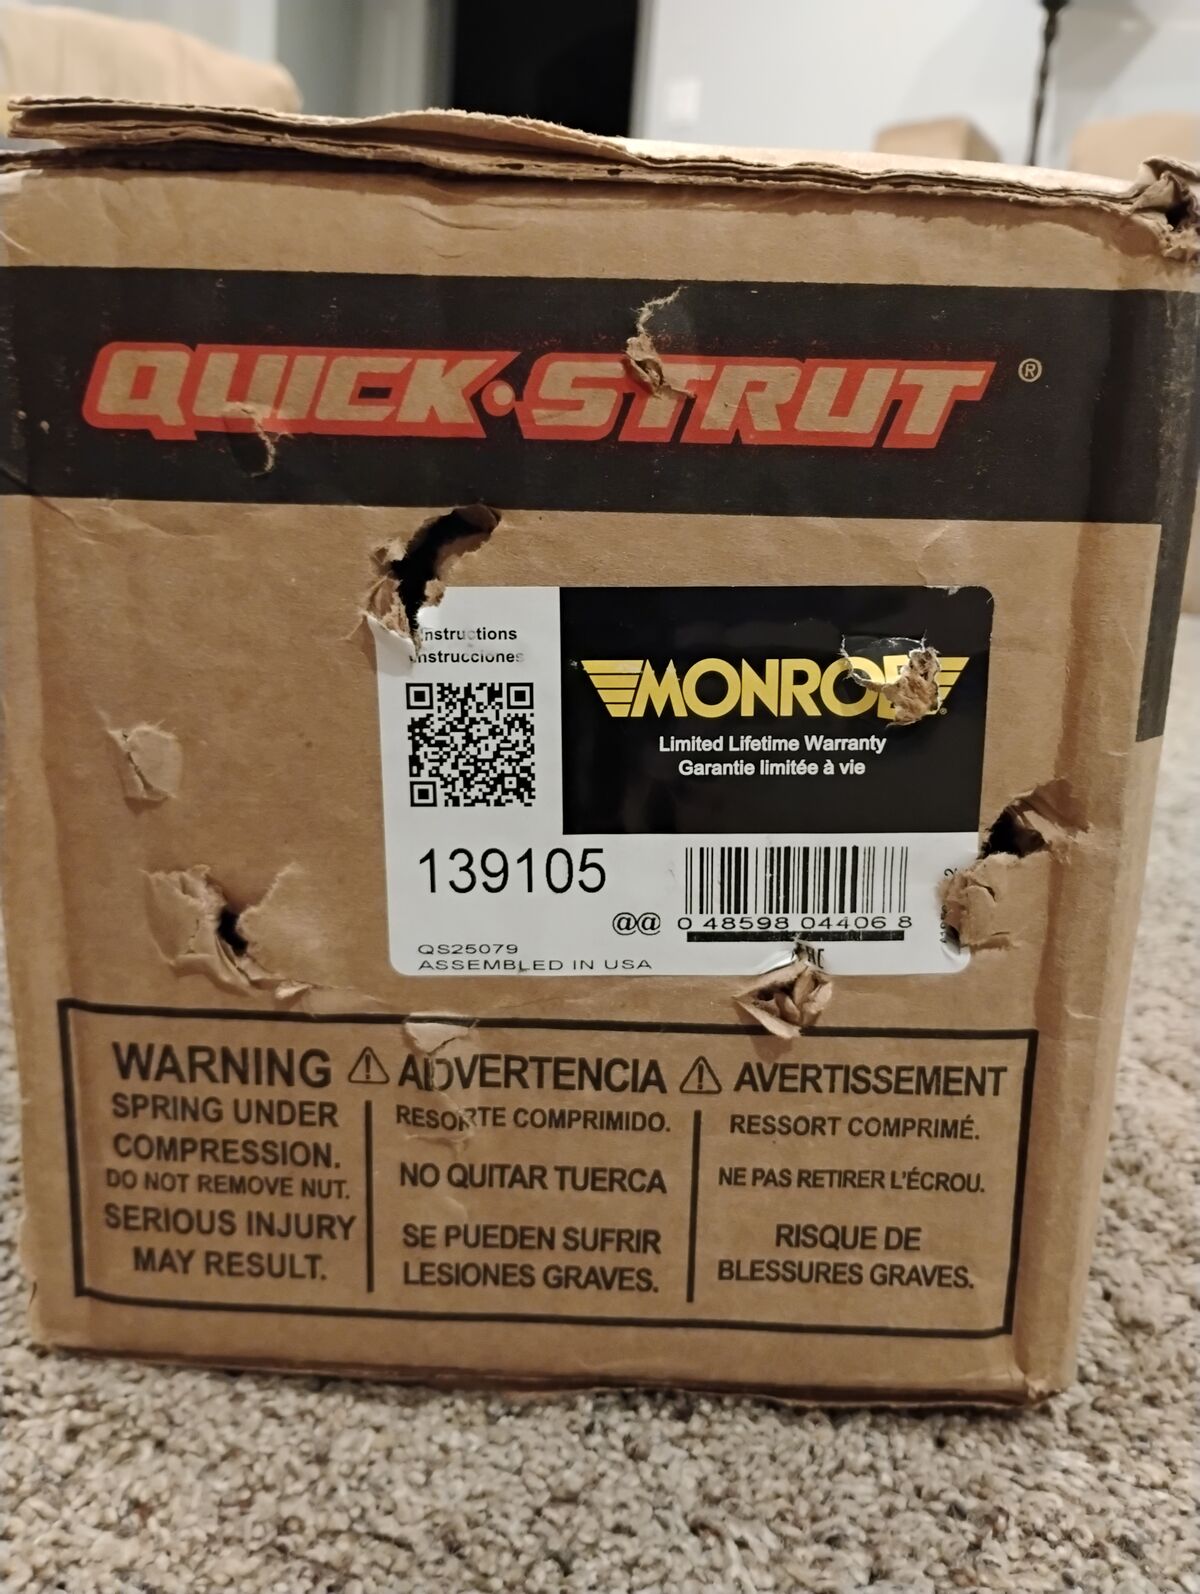 QUICK-STRUT ®
Instructions
Instrucciones
MONROE
Limited Lifetime Warranty
Garantie limitée à vie
139105
@@ 0 48598 04406 8
QS25079
ASSEMBLED IN USA
WARNING ⚠ ADVERTENCIA ⚠ AVERTISSEMENT
SPRING UNDER
COMPRESSION.
DO NOT REMOVE NUT.
SERIOUS INJURY
MAY RESULT.
RESORTE COMPRIMIDO.
NO QUITAR TUERCA
SE PUEDEN SUFRIR
LESIONES GRAVES.
RESSORT COMPRIMÉ.
NE PAS RETIRER L'ÉCROU.
RISQUE DE
BLESSURES GRAVES.